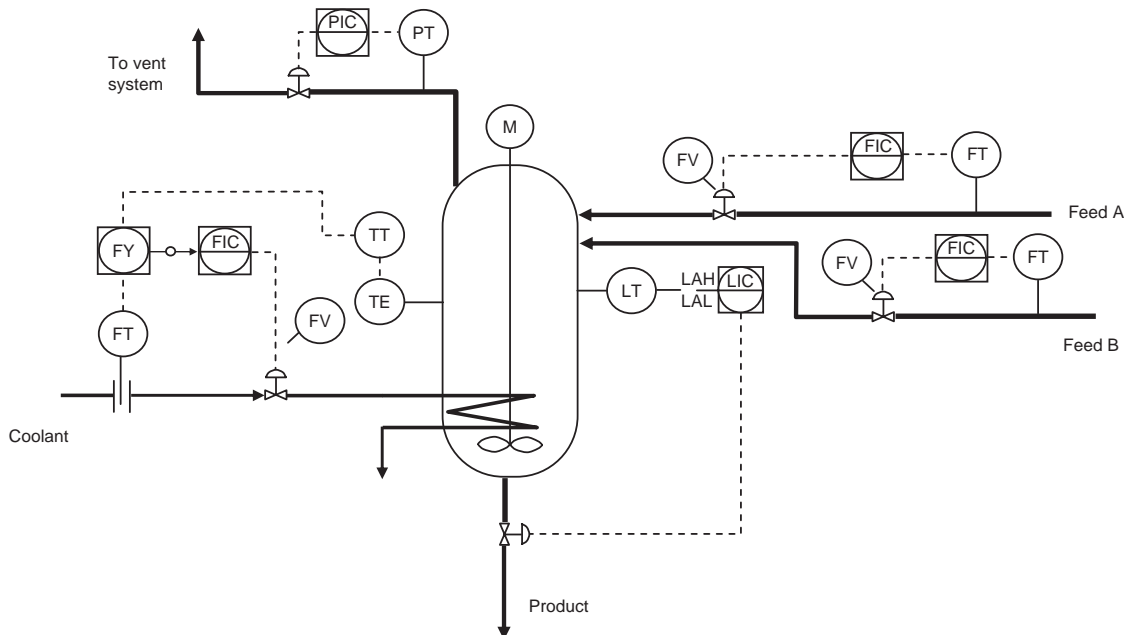 PIC
PT
To vent
system
M
FV
FIC
FT
Feed A
FY
FIC
TT
FV
FIC
FT
TE
LT
LAH
LAL
LIC
FT
FV
Feed B
Coolant
Product